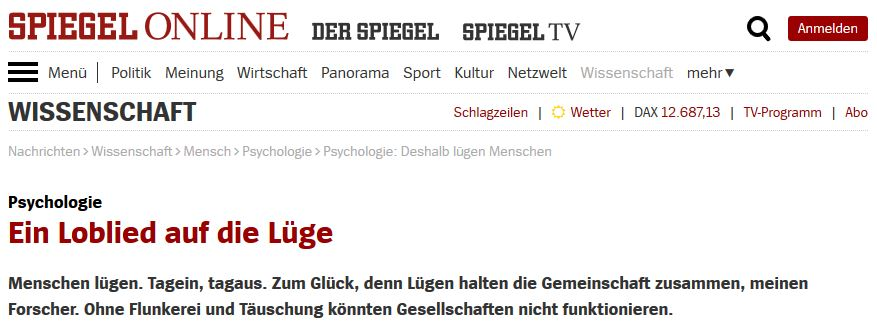 SPIEGEL ONLINE DER SPIEGEL SPIEGEL TV Anmelden
Menü Politik Meinung Wirtschaft Panorama Sport Kultur Netzwelt Wissenschaft mehr▼
WISSENSCHAFT Schlagzeilen | Wetter | DAX 12.687,13 | TV-Programm | Abo
Nachrichten > Wissenschaft > Mensch > Psychologie > Psychologie: Deshalb lügen Menschen
Psychologie
Ein Loblied auf die Lüge
Menschen lügen. Tagein, tagaus. Zum Glück, denn Lügen halten die Gemeinschaft zusammen, meinen
Forscher. Ohne Flunkerei und Täuschung könnten Gesellschaften nicht funktionieren.